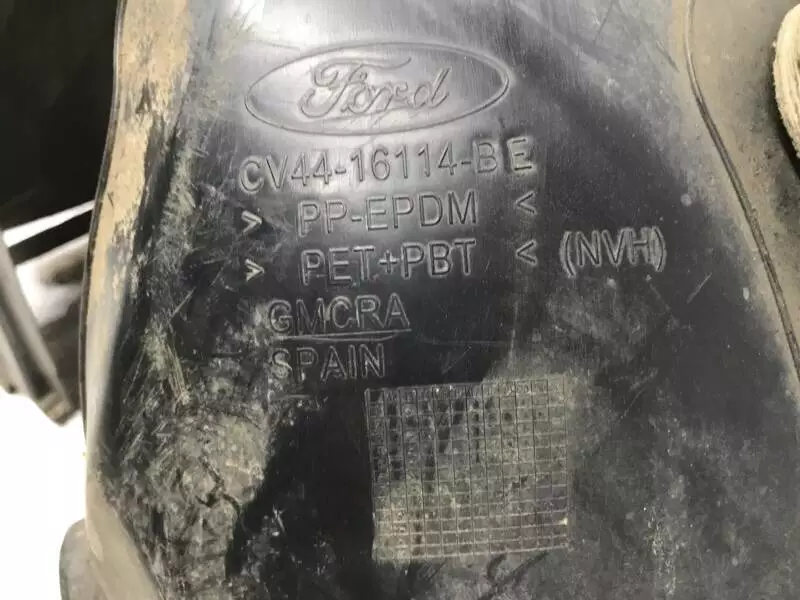 Ford
CV44-16114-BE
> PP-EPDM <
> PET+PBT < (NVH)
GMCRA
SPAIN